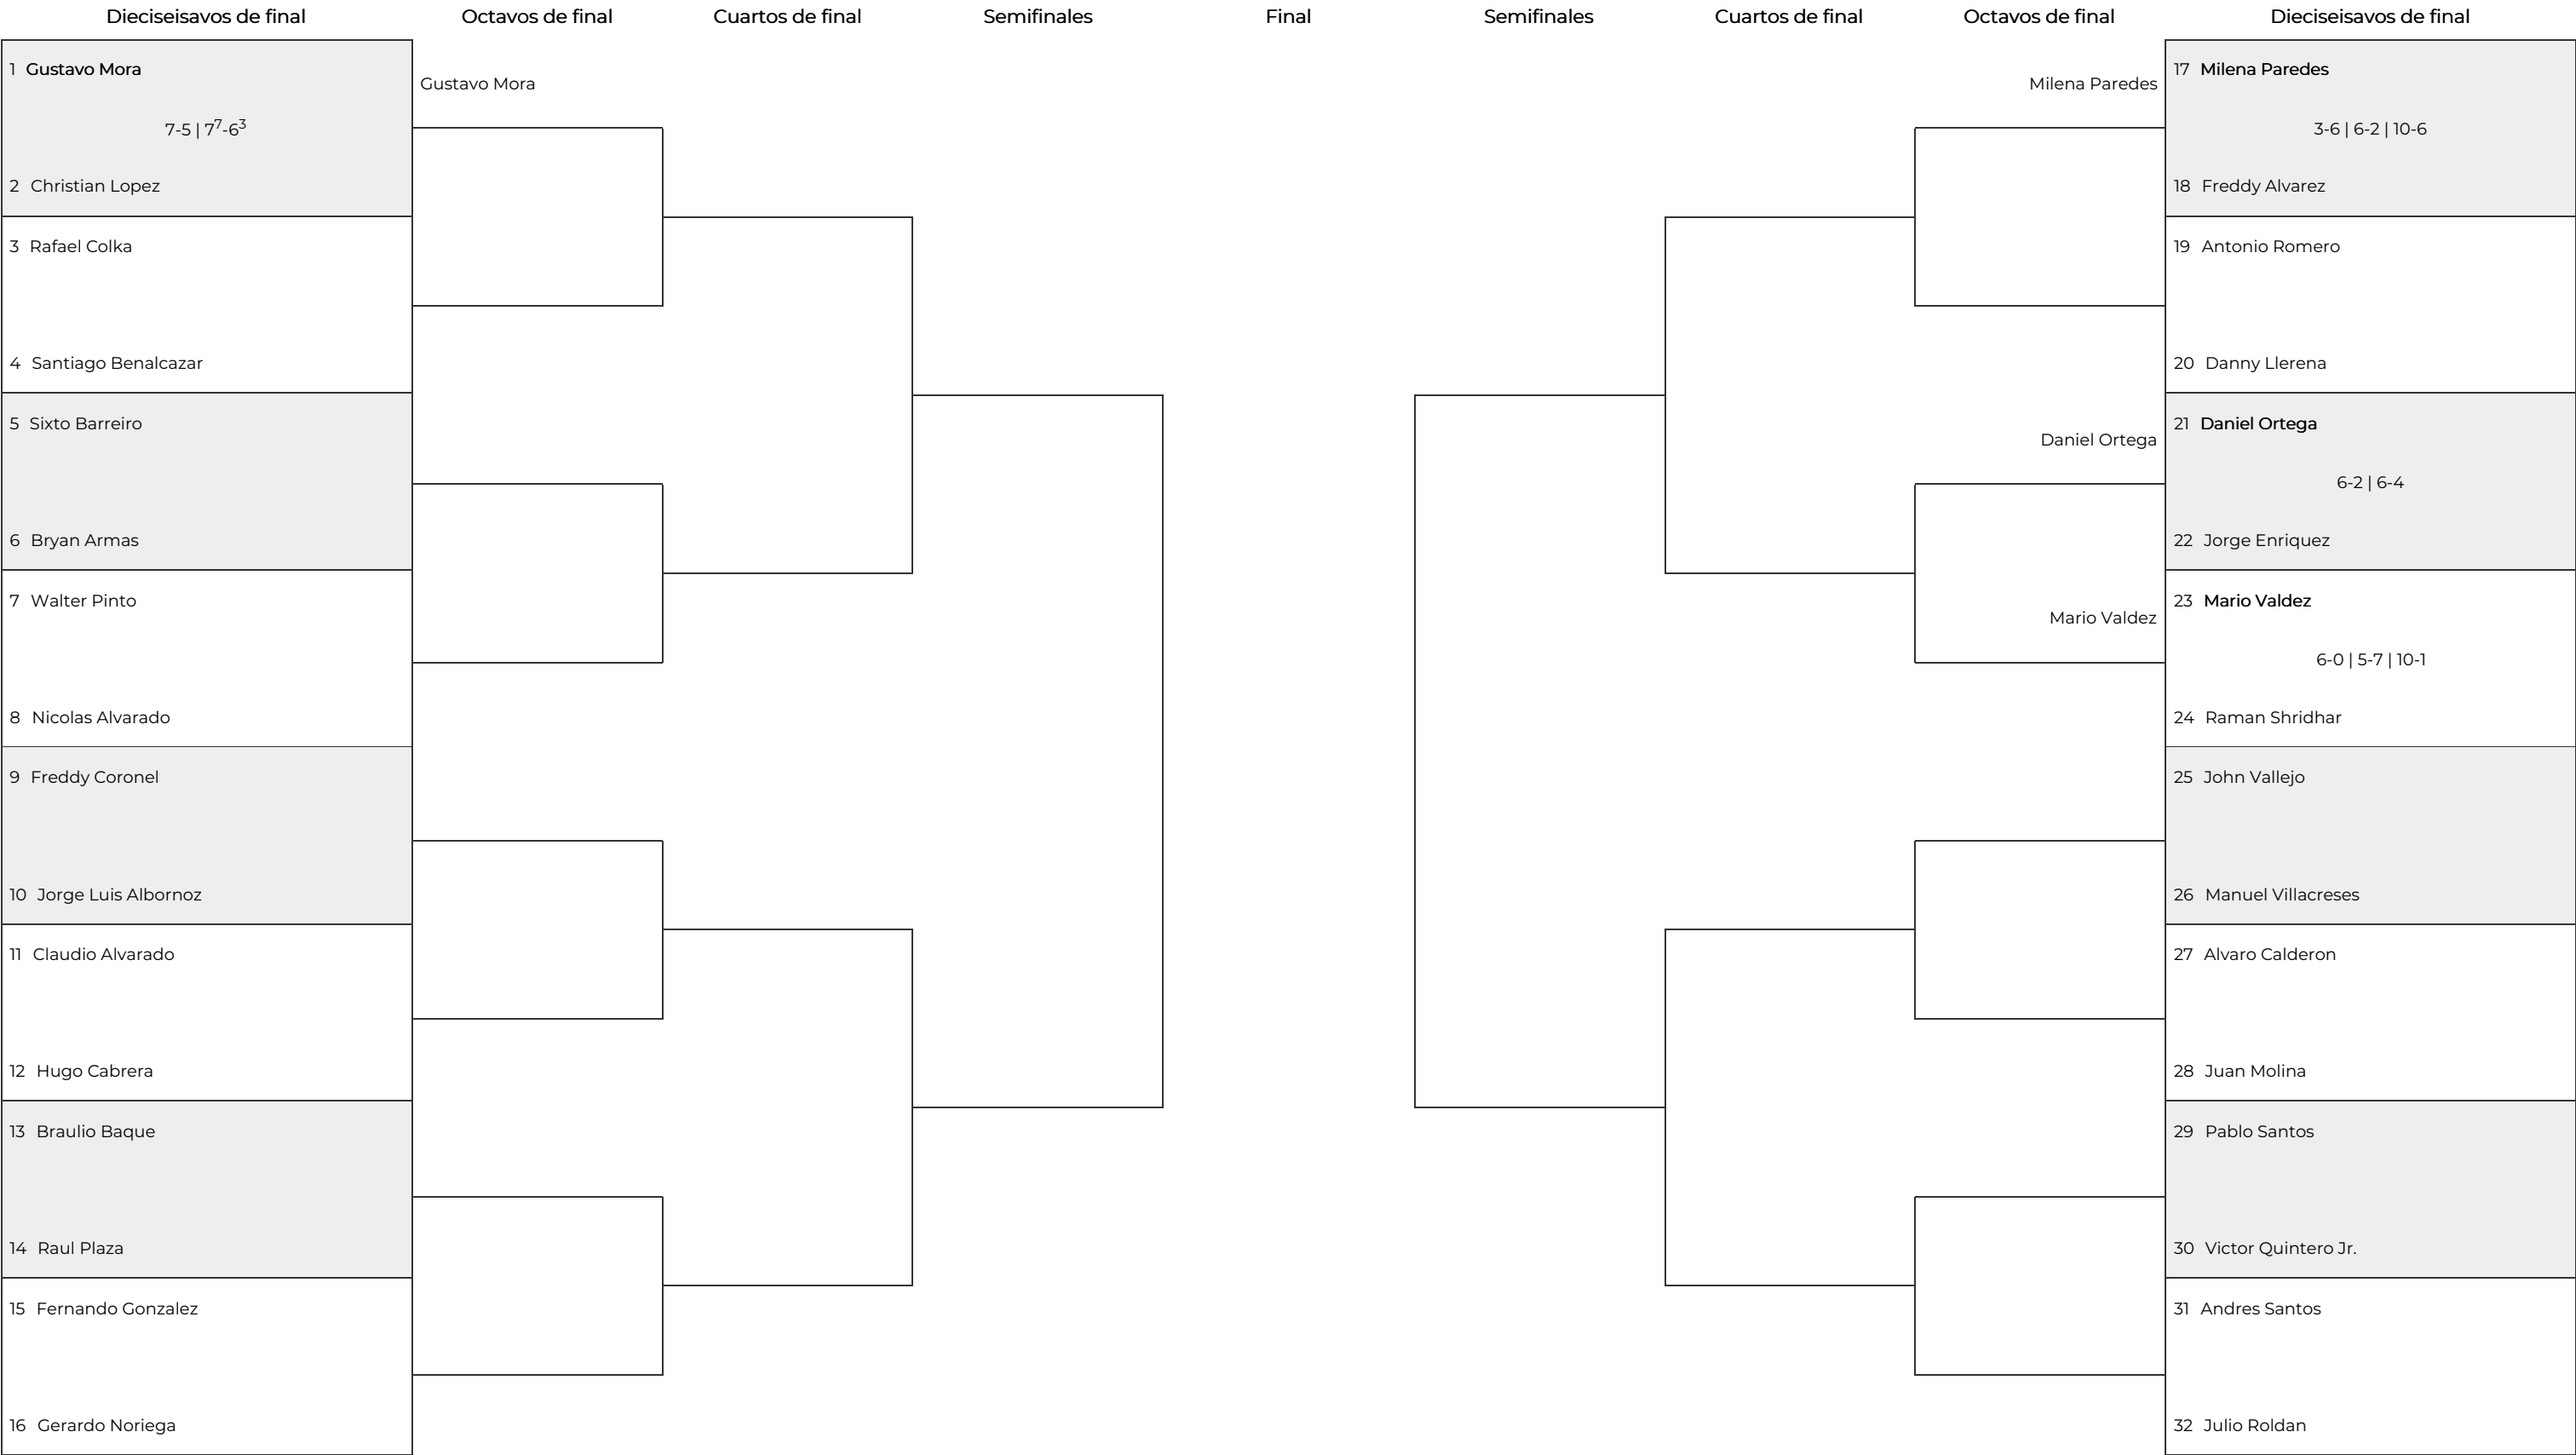 Dieciseisavos de final
Octavos de final
Cuartos de final
Semifinales
Final
Semifinales
Cuartos de final
Octavos de final
Dieciseisavos de final
1 Gustavo Mora
7-5 | 7⁷-6³
2 Christian Lopez
3 Rafael Colka
4 Santiago Benalcazar
5 Sixto Barreiro
6 Bryan Armas
7 Walter Pinto
8 Nicolas Alvarado
9 Freddy Coronel
10 Jorge Luis Albornoz
11 Claudio Alvarado
12 Hugo Cabrera
13 Braulio Baque
14 Raul Plaza
15 Fernando Gonzalez
16 Gerardo Noriega
Gustavo Mora
Milena Paredes
Daniel Ortega
Mario Valdez
17 Milena Paredes
3-6 | 6-2 | 10-6
18 Freddy Alvarez
19 Antonio Romero
20 Danny Llerena
21 Daniel Ortega
6-2 | 6-4
22 Jorge Enriquez
23 Mario Valdez
6-0 | 5-7 | 10-1
24 Raman Shridhar
25 John Vallejo
26 Manuel Villacreses
27 Alvaro Calderon
28 Juan Molina
29 Pablo Santos
30 Victor Quintero Jr.
31 Andres Santos
32 Julio Roldan